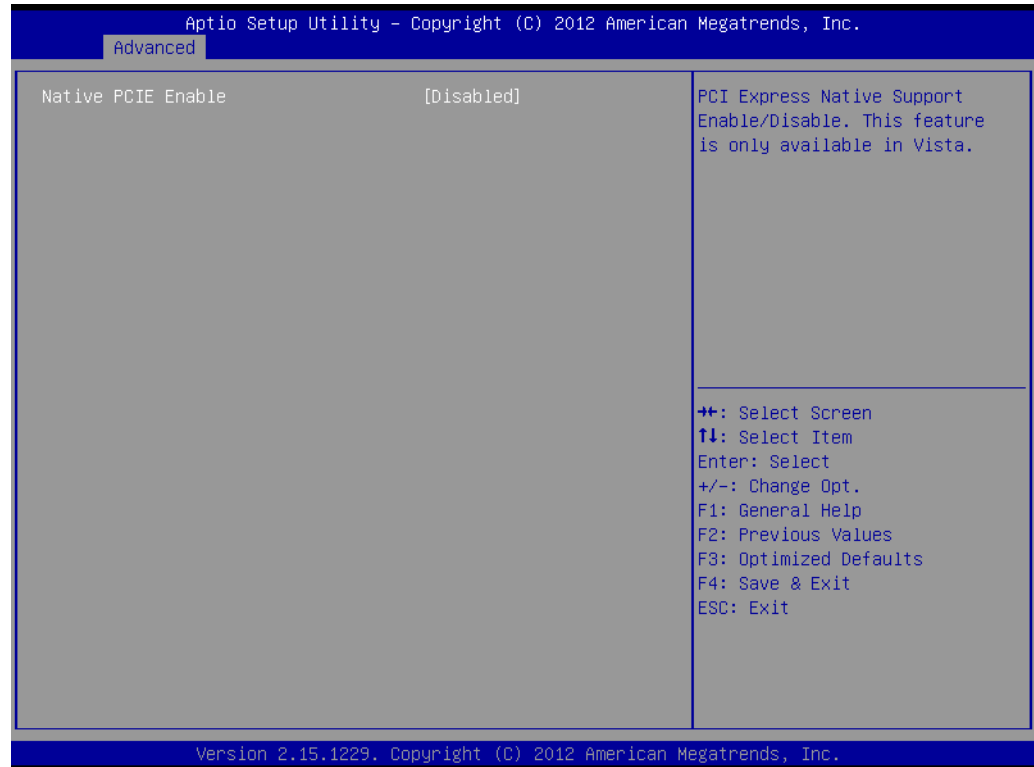 Aptio Setup Utility – Copyright (C) 2012 American Megatrends, Inc.
Advanced
Native PCIE Enable [Disabled]
PCI Express Native Support
Enable/Disable. This feature
is only available in Vista.
→←: Select Screen
↑↓: Select Item
Enter: Select
+/-: Change Opt.
F1: General Help
F2: Previous Values
F3: Optimized Defaults
F4: Save & Exit
ESC: Exit
Version 2.15.1229. Copyright (C) 2012 American Megatrends, Inc.